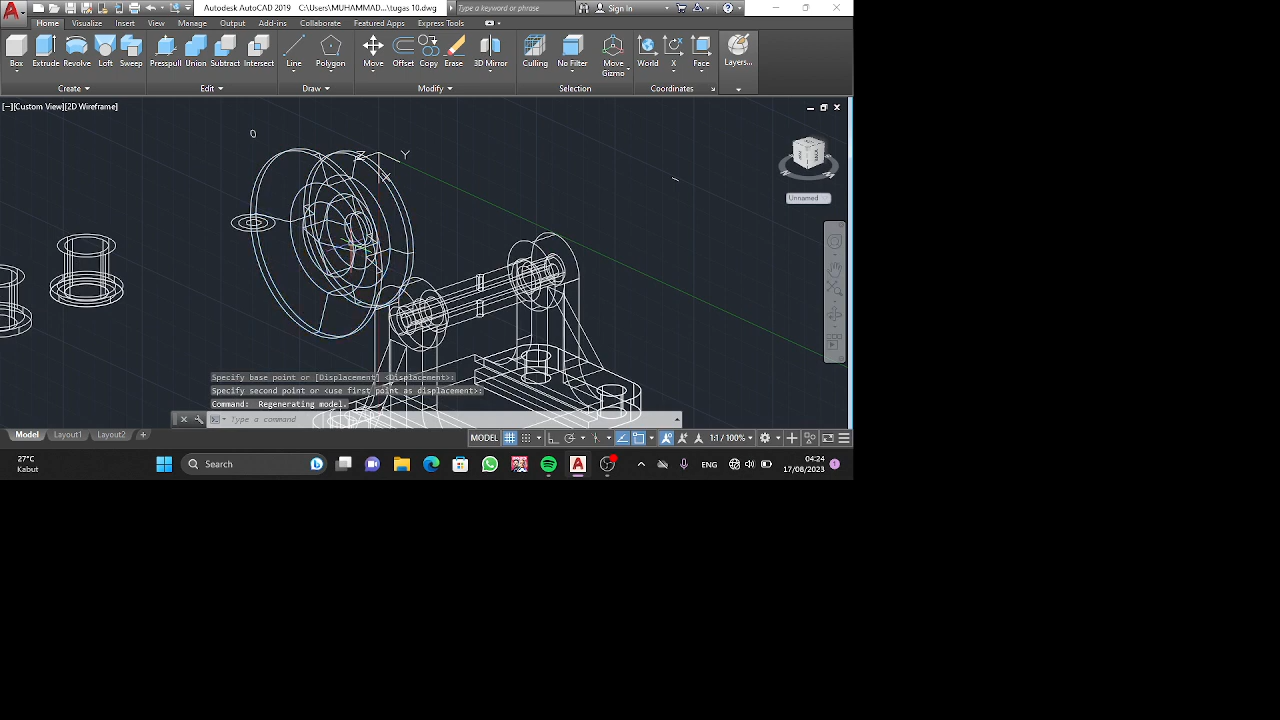 Autodesk AutoCAD 2019 C:\Users\MUHAMMAD...\tugas 10.dwg
Type a keyword or phrase
Sign In
Home Visualize Insert View Manage Output Add-ins Collaborate Featured Apps Express Tools
Box Extrude Revolve Loft Sweep Presspull Union Subtract Intersect Line Polygon Move Offset Copy Erase 3D Mirror Culling No Filter Move Gizmo World X Face Layers...
Create Edit Draw Modify Selection Coordinates
[−][Custom View][2D Wireframe]
Z Y
X
Unnamed
Specify base point or [Displacement] <Displacement>:
Specify second point or <use first point as displacement>:
Command: Regenerating model.
Type a command
Model Layout1 Layout2 +
MODEL 1:1 / 100%
27°C
Kabut
Search
ENG
04:24
17/08/2023
1